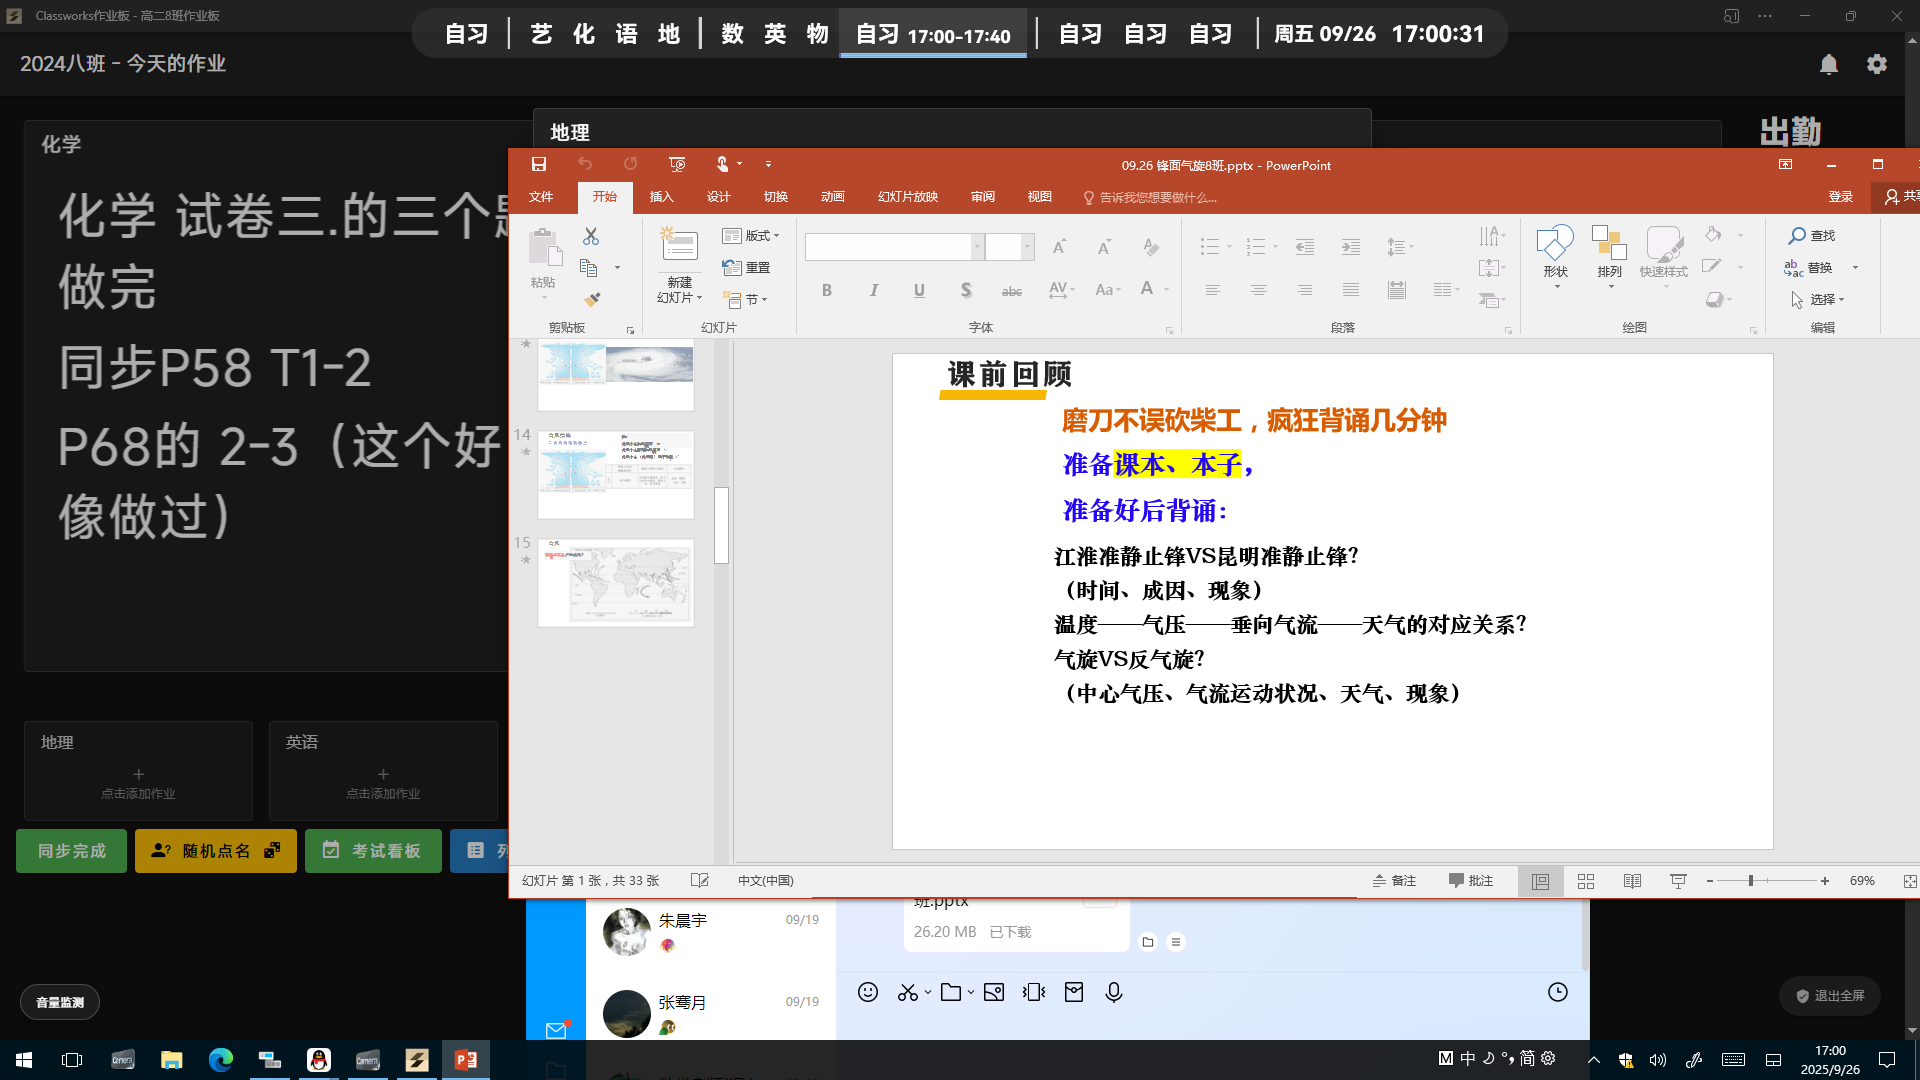 Classworks作业板 - 高二8班作业板
自习 | 艺 化 语 地 | 数 英 物 自习 17:00-17:40 | 自习 自习 自习 | 周五 09/26 17:00:31
2024八班 - 今天的作业
化学
化学 试卷三.的三个
做完
同步P58 T1-2
P68的 2-3（这个好
像做过）
地理
出勤
地理
点击添加作业
英语
点击添加作业
同步完成
随机点名
考试看板
音量监测
退出全屏
09.26 锋面气旋8班.pptx - PowerPoint
文件 开始 插入 设计 切换 动画 幻灯片放映 审阅 视图 告诉我您想要做什么...
登录 共享
粘贴
剪贴板
新建
幻灯片
版式
重置
节
幻灯片
B I U S abc AV Aa A
字体
段落
形状 排列 快速样式
绘图
查找
替换
选择
编辑
14
15
课前回顾
磨刀不误砍柴工，疯狂背诵几分钟
准备课本、本子，
准备好后背诵：
江淮准静止锋VS昆明准静止锋？
（时间、成因、现象）
温度——气压——垂向气流——天气的对应关系？
气旋VS反气旋？
（中心气压、气流运动状况、天气、现象）
幻灯片 第 1 张，共 33 张 中文(中国) 备注 批注 69%
班.pptx
26.20 MB 已下载
朱晨宇 09/19
张骞月 09/19
M 中 简
17:00
2025/9/26